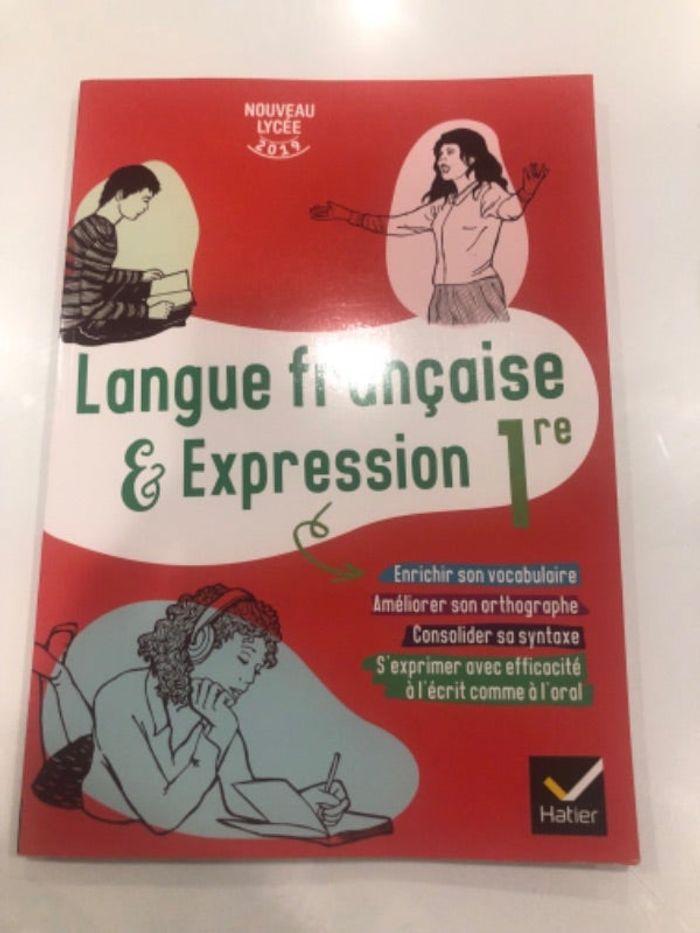 NOUVEAU
LYCÉE
2019
Langue française
& Expression 1re
Enrichir son vocabulaire
Améliorer son orthographe
Consolider sa syntaxe
S'exprimer avec efficacité
à l'écrit comme à l'oral
Hatier